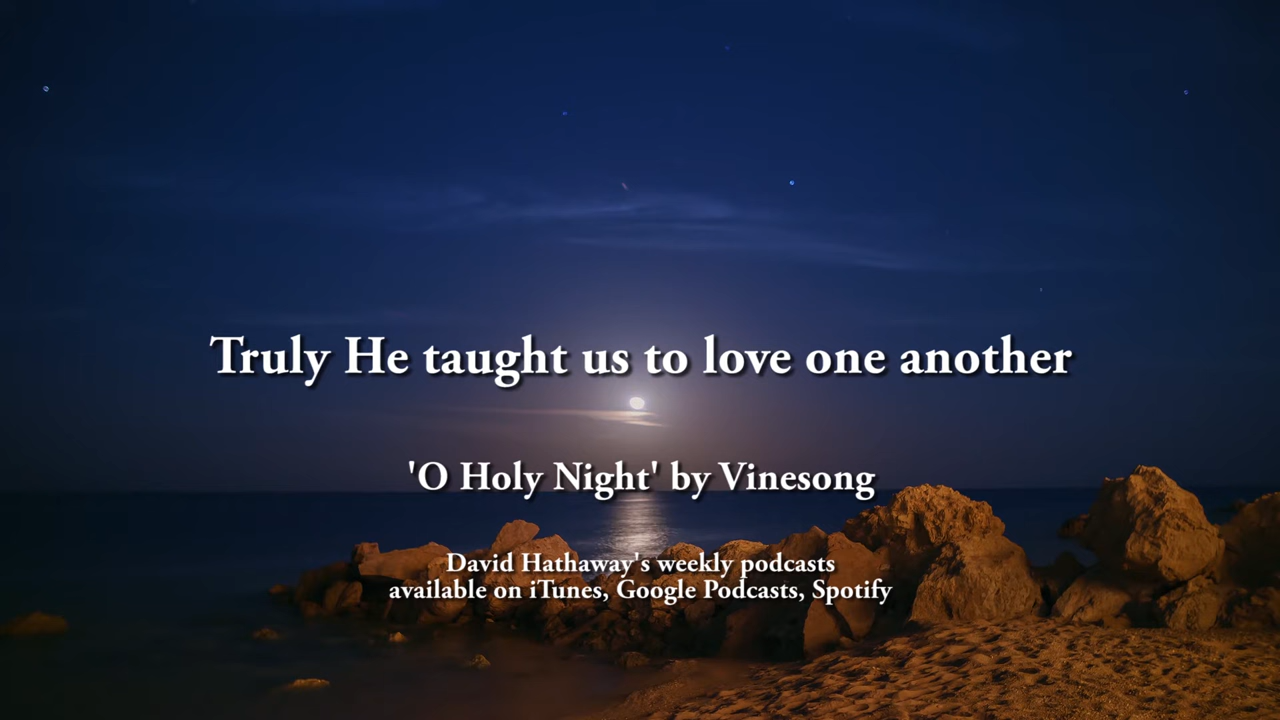 Truly He taught us to love one another
'O Holy Night' by Vinesong
David Hathaway's weekly podcasts
available on iTunes, Google Podcasts, Spotify